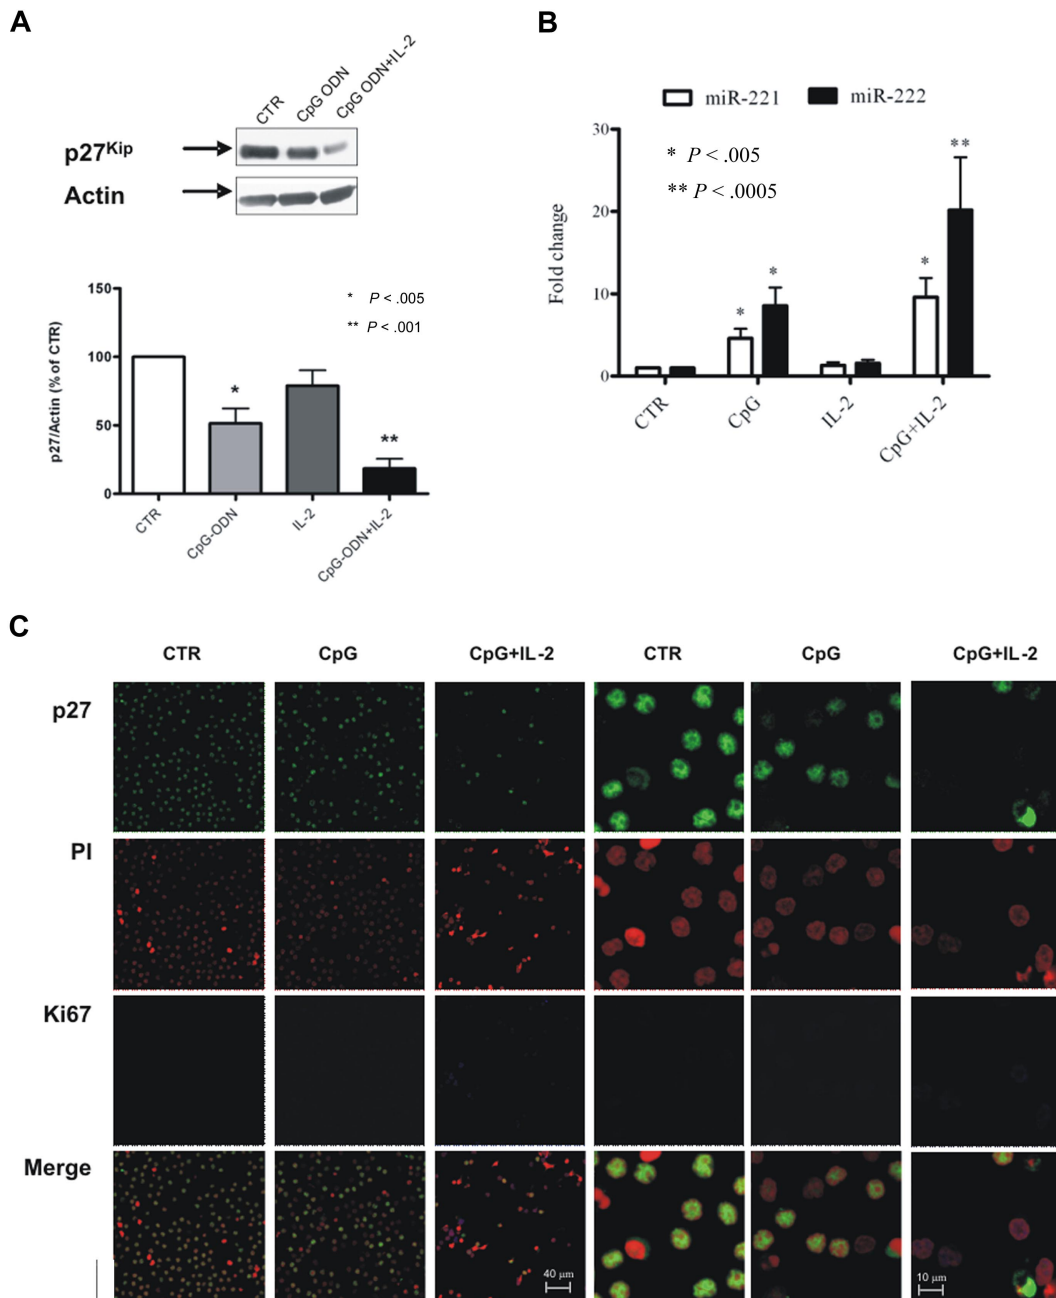 A
CTR CpG ODN CpG ODN+IL-2
p27Kip
Actin
* P < .005
** P < .001
p27/Actin (% of CTR)
150
100
50
0
*
**
CTR CpG-ODN IL-2 CpG-ODN+IL-2
B
miR-221 miR-222
* P < .005
** P < .0005
Fold change
30
20
10
0
* * * **
CTR CpG IL-2 CpG+IL-2
C
CTR CpG CpG+IL-2 CTR CpG CpG+IL-2
p27
PI
Ki67
Merge
40 µm 10 µm